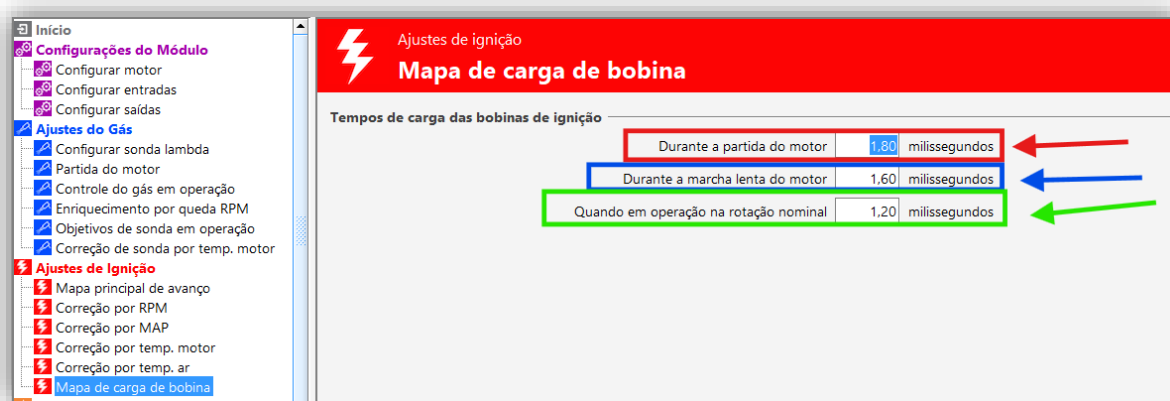 Início
Configurações do Módulo
Configurar motor
Configurar entradas
Configurar saídas
Ajustes do Gás
Configurar sonda lambda
Partida do motor
Controle do gás em operação
Enriquecimento por queda RPM
Objetivos de sonda em operação
Correção de sonda por temp. motor
Ajustes de Ignição
Mapa principal de avanço
Correção por RPM
Correção por MAP
Correção por temp. motor
Correção por temp. ar
Mapa de carga de bobina
Ajustes de ignição
Mapa de carga de bobina
Tempos de carga das bobinas de ignição
Durante a partida do motor 1,80 milissegundos
Durante a marcha lenta do motor 1,60 milissegundos
Quando em operação na rotação nominal 1,20 milissegundos